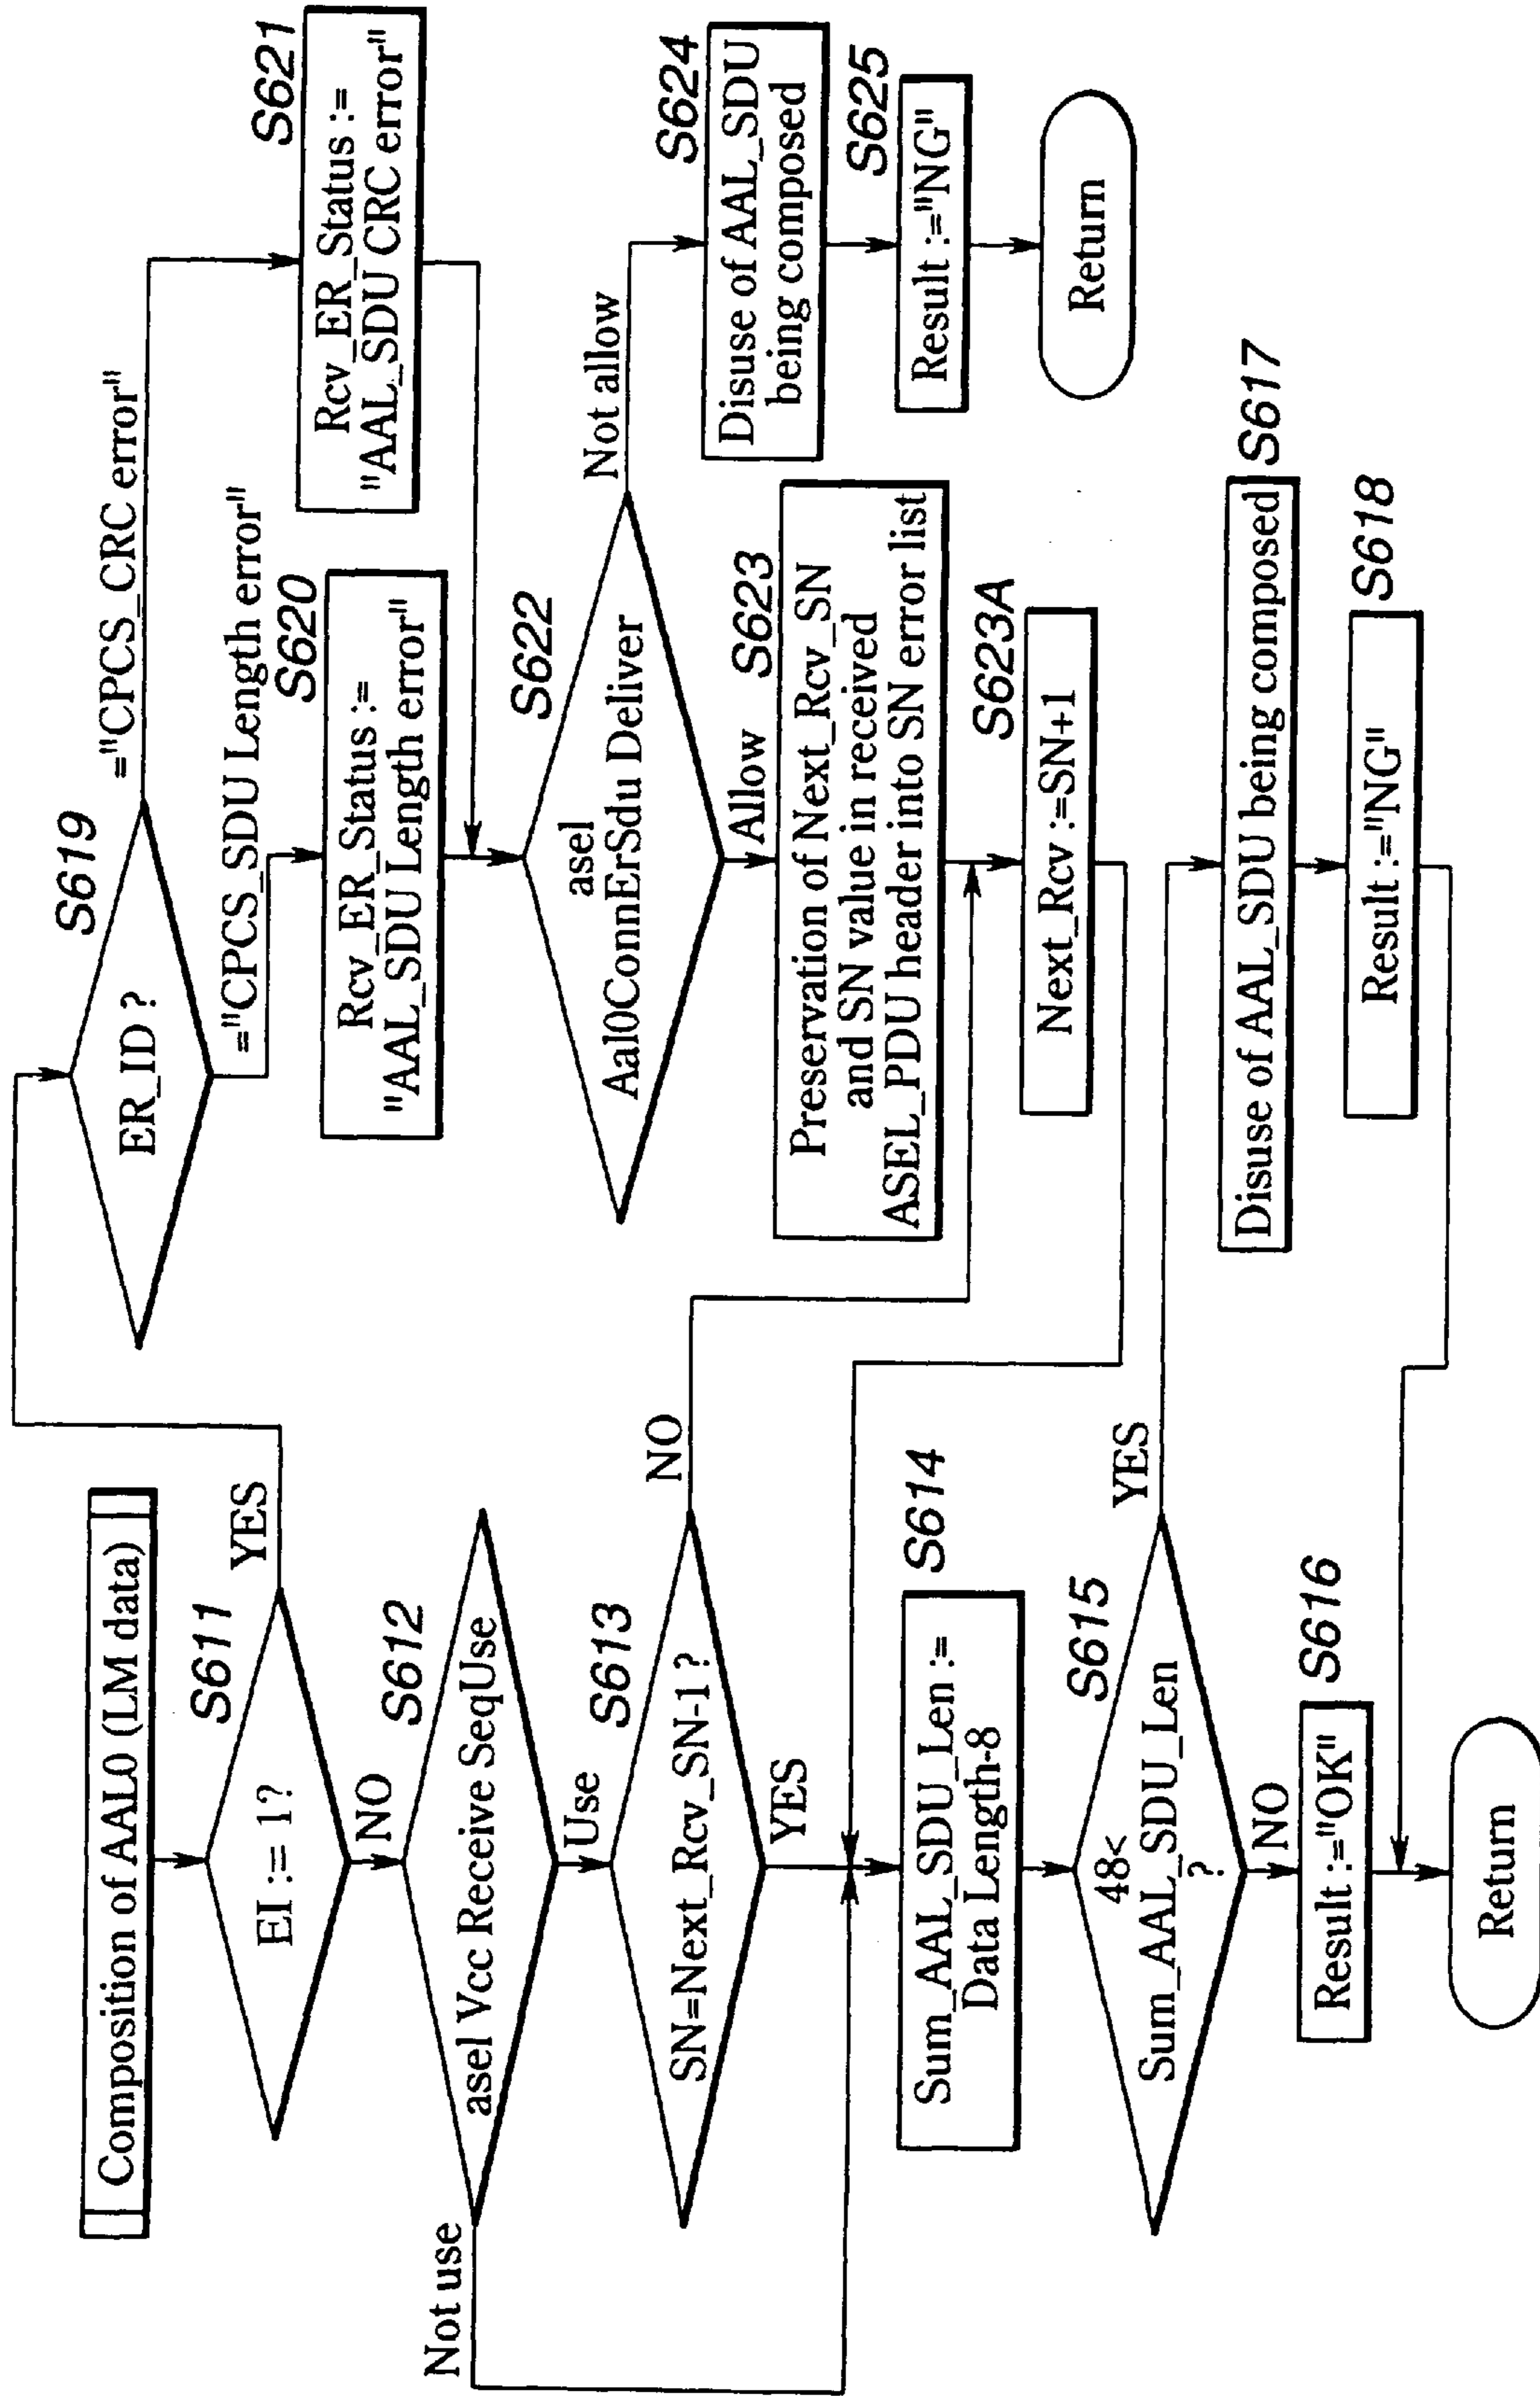 Composition of AAL0 (LM data)
S611
EI := 1?
YES
NO
S612
asel Vcc Receive SeqUse
Not use
Use
S613
SN=Next_Rcv_SN-1 ?
NO
YES
S614
Sum_AAL_SDU_Len :=
Data Length-8
S615
48<
Sum_AAL_SDU_Len
?
YES
NO
S616
Result :="OK"
Return
S619
ER_ID ?
="CPCS_CRC error"
="CPCS_SDU Length error"
S620
Rcv_ER_Status :=
"AAL_SDU Length error"
S621
Rcv_ER_Status :=
"AAL_SDU CRC error"
S622
asel
Aal0ConnErSdu Deliver
Not allow
Allow
S623
Preservation of Next_Rcv_SN
and SN value in received
ASEL_PDU header into SN error list
S623A
Next_Rcv :=SN+1
S624
Disuse of AAL_SDU
being composed
S625
Result :="NG"
Return
S617
Disuse of AAL_SDU being composed
S618
Result :="NG"